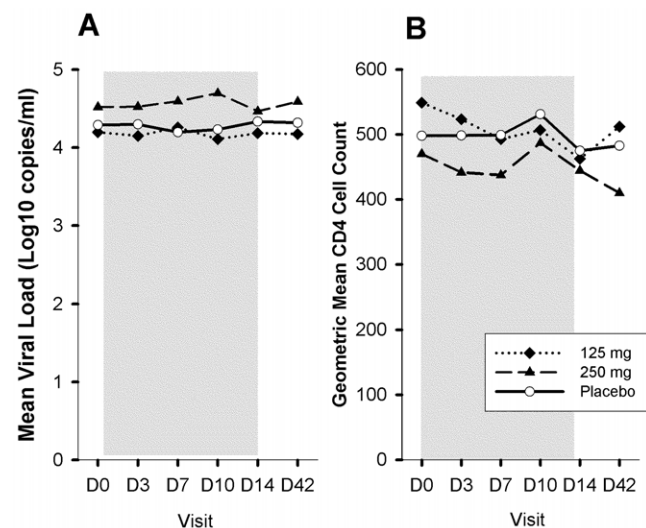 A
Mean Viral Load (Log10 copies/ml)
5
4
3
2
1
0
D0 D3 D7 D10 D14 D42
Visit
B
Geometric Mean CD4 Cell Count
600
500
400
300
200
100
0
125 mg
250 mg
Placebo
D0 D3 D7 D10 D14 D42
Visit